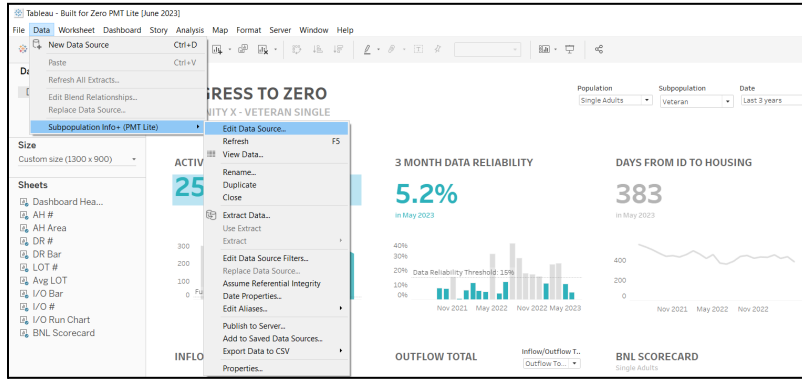 Tableau - Built for Zero PMT Lite [June 2023]
File Data Worksheet Dashboard Story Analysis Map Format Server Window Help
New Data Source Ctrl+D
Paste Ctrl+V
Refresh All Extracts...
Edit Blend Relationships...
Replace Data Source...
Subpopulation Info+ (PMT Lite)
Edit Data Source...
Refresh F5
View Data...
Rename...
Duplicate
Close
Extract Data...
Use Extract
Extract
Edit Data Source Filters...
Replace Data Source...
Assume Referential Integrity
Date Properties...
Edit Aliases...
Publish to Server...
Add to Saved Data Sources...
Export Data to CSV
Properties...
Da
RESS TO ZERO
NITY X - VETERAN SINGLE
Population Subpopulation Date
Single Adults Veteran Last 3 years
Size
Custom size (1300 x 900)
Sheets
Dashboard Hea...
AH #
AH Area
DR #
DR Bar
LOT #
Avg LOT
I/O Bar
I/O #
I/O Run Chart
BNL Scorecard
ACTIV
25
300
200
100
0
Fu
INFLO
3 MONTH DATA RELIABILITY
5.2%
in May 2023
40%
30%
20%
10%
0%
Data Reliability Threshold: 15%
Nov 2021 May 2022 Nov 2022 May 2023
DAYS FROM ID TO HOUSING
383
in May 2023
400
200
0
Nov 2021 May 2022 Nov 2022
OUTFLOW TOTAL
Inflow/Outflow T..
Outflow To...
BNL SCORECARD
Single Adults